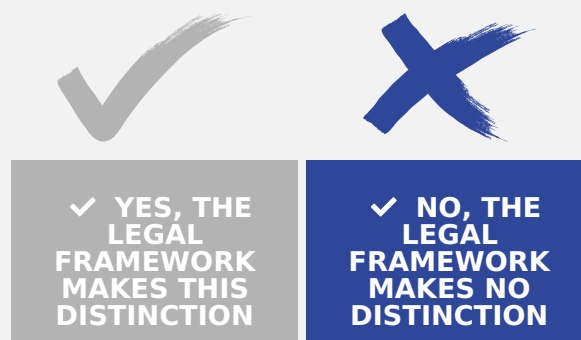 ✓ YES, THE
LEGAL
FRAMEWORK
MAKES THIS
DISTINCTION
✓ NO, THE
LEGAL
FRAMEWORK
MAKES NO
DISTINCTION